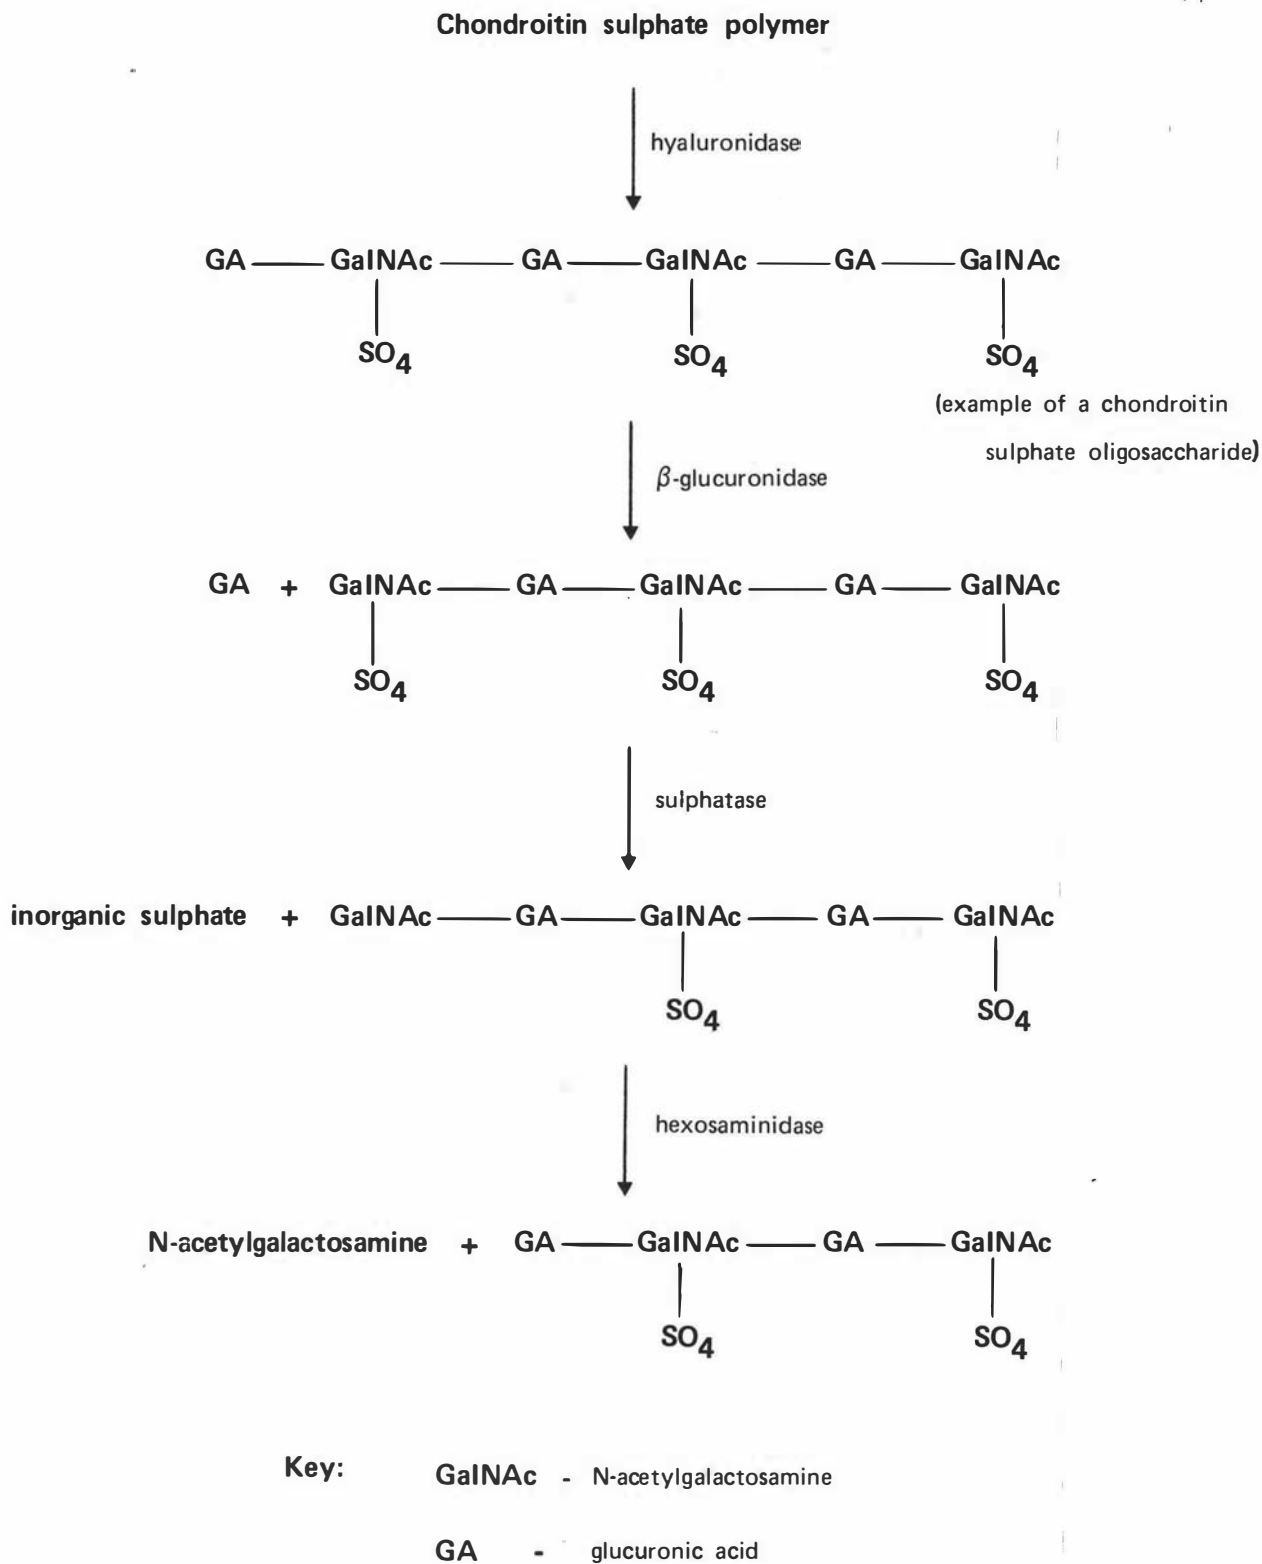 Chondroitin sulphate polymer
hyaluronidase
GA — GalNAc — GA — GalNAc — GA — GalNAc
SO4 SO4 SO4
(example of a chondroitin
sulphate oligosaccharide)
β-glucuronidase
GA + GalNAc — GA — GalNAc — GA — GalNAc
SO4 SO4 SO4
sulphatase
inorganic sulphate + GalNAc — GA — GalNAc — GA — GalNAc
SO4 SO4
hexosaminidase
N-acetylgalactosamine + GA — GalNAc — GA — GalNAc
SO4 SO4
Key: GalNAc - N-acetylgalactosamine
GA - glucuronic acid